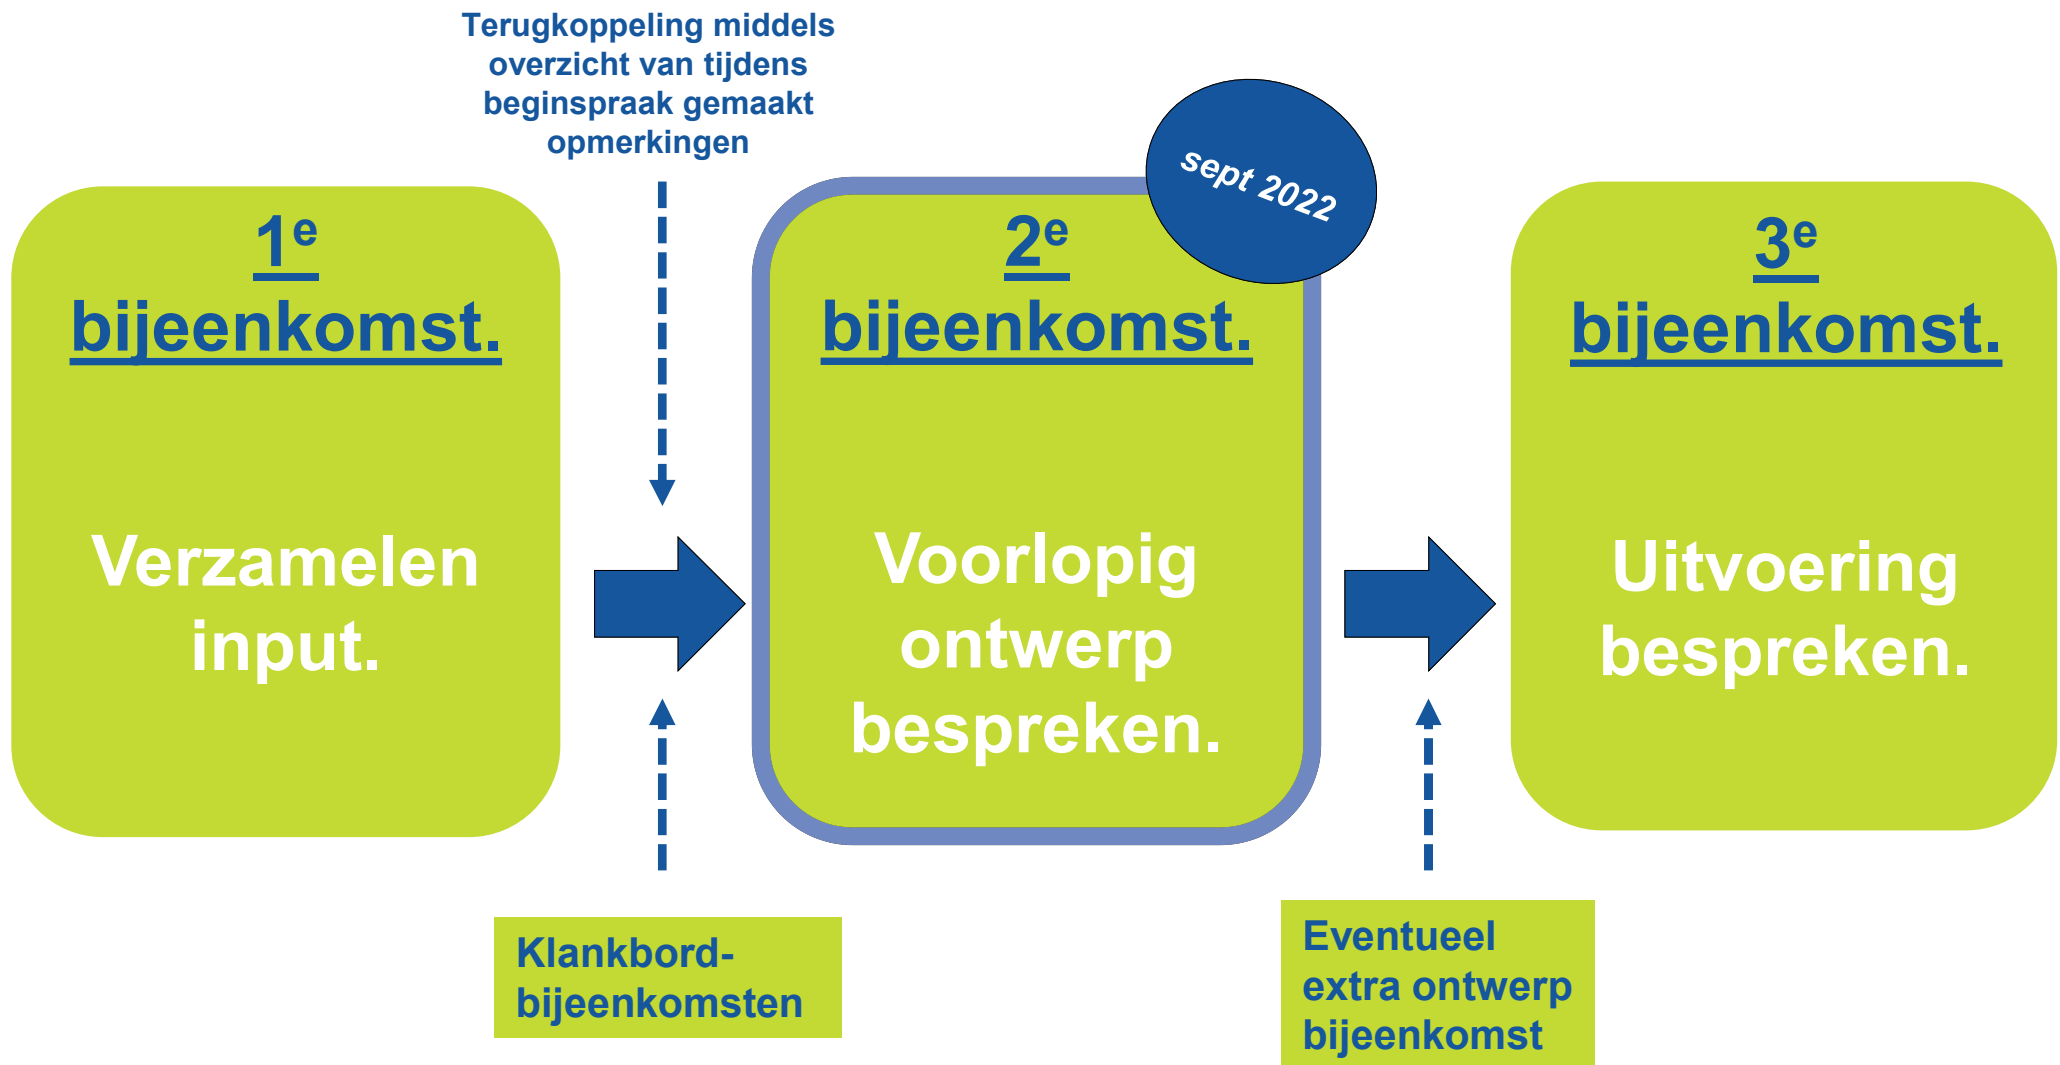 Terugkoppeling middels
overzicht van tijdens
beginspraak gemaakt
opmerkingen
1e
bijeenkomst.
Verzamelen
input.
sept 2022
2e
bijeenkomst.
Voorlopig
ontwerp
bespreken.
3e
bijeenkomst.
Uitvoering
bespreken.
Klankbord-
bijeenkomsten
Eventueel
extra ontwerp
bijeenkomst